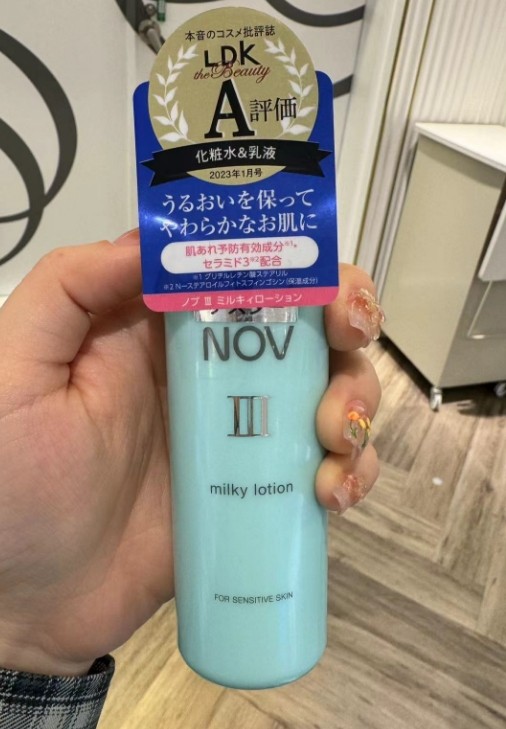 本音のコスメ批評誌
LDK
the Beauty
A評価
化粧水&乳液
2023年1月号
うるおいを保って
やわらかなお肌に
肌あれ予防有効成分※1、
セラミド3※2配合
※1 グリチルレチン酸ステアリル
※2 N-ステアロイルフィトスフィンゴシン(保湿成分)
ノブ Ⅲ ミルキィローション
NOV
III
milky lotion
FOR SENSITIVE SKIN